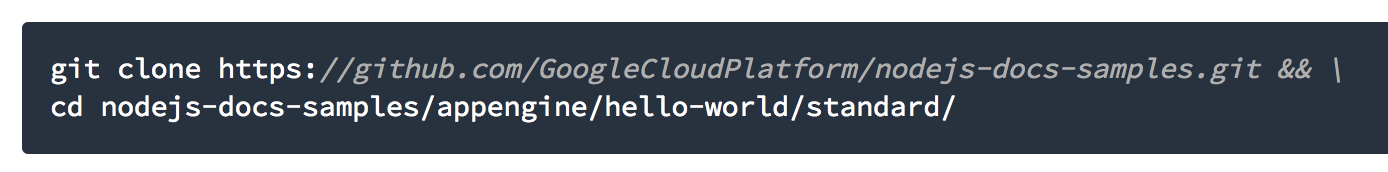 git clone https://github.com/GoogleCloudPlatform/nodejs-docs-samples.git && \
cd nodejs-docs-samples/appengine/hello-world/standard/